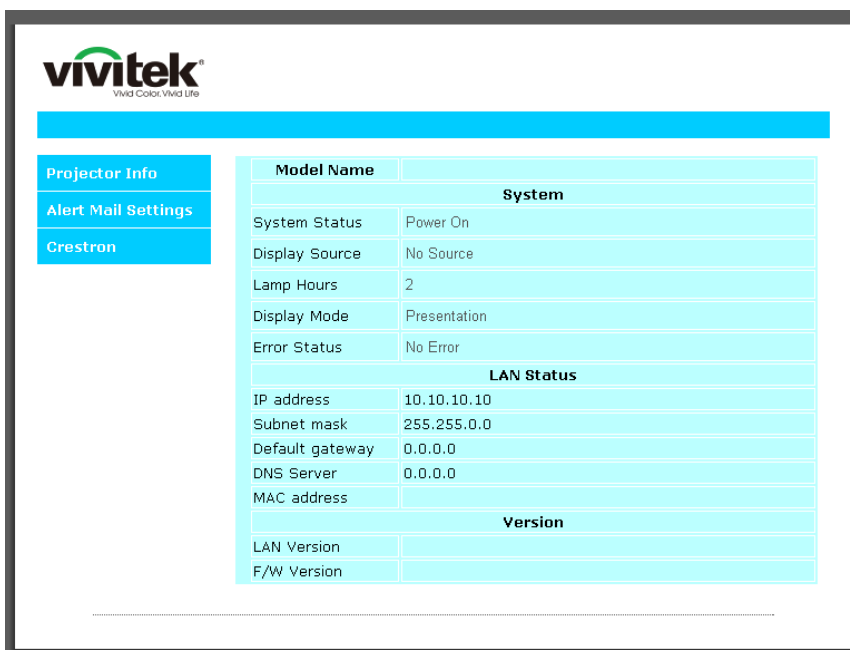 vivitek®
Vivid Color, Vivid Life
Projector Info
Alert Mail Settings
Crestron
Model Name
System
System Status Power On
Display Source No Source
Lamp Hours 2
Display Mode Presentation
Error Status No Error
LAN Status
IP address 10.10.10.10
Subnet mask 255.255.0.0
Default gateway 0.0.0.0
DNS Server 0.0.0.0
MAC address
Version
LAN Version
F/W Version